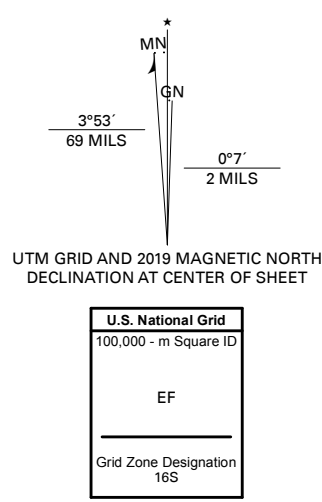 MN
GN
3°53´
69 MILS
0°7´
2 MILS
UTM GRID AND 2019 MAGNETIC NORTH
DECLINATION AT CENTER OF SHEET
U.S. National Grid
100,000 - m Square ID
EF
Grid Zone Designation
16S